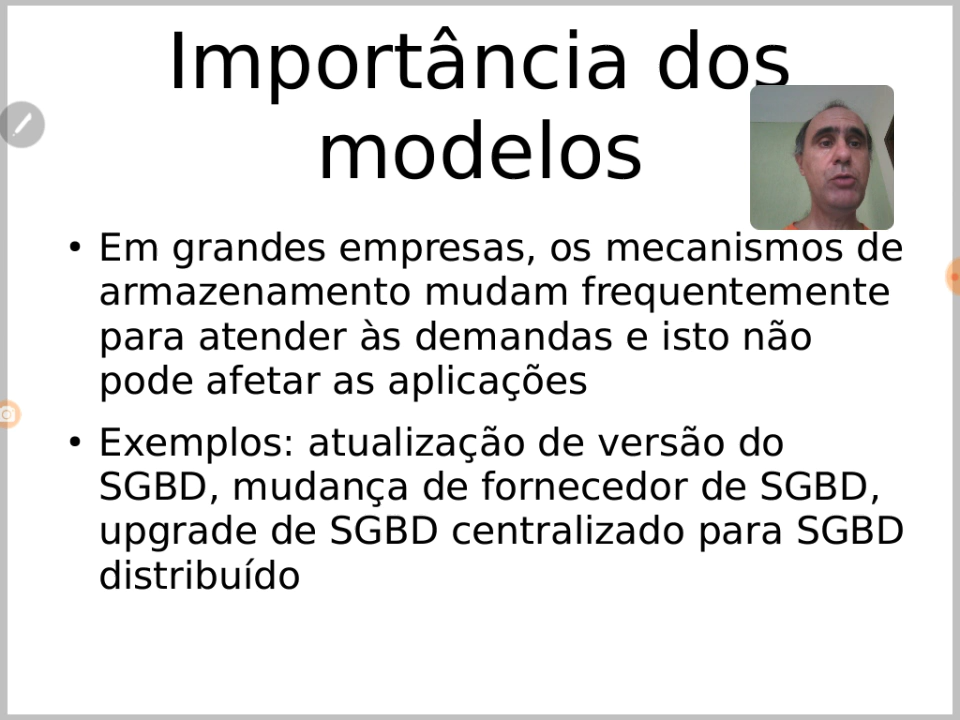 Importância dos
modelos
• Em grandes empresas, os mecanismos de
armazenamento mudam frequentemente
para atender às demandas e isto não
pode afetar as aplicações
• Exemplos: atualização de versão do
SGBD, mudança de fornecedor de SGBD,
upgrade de SGBD centralizado para SGBD
distribuído